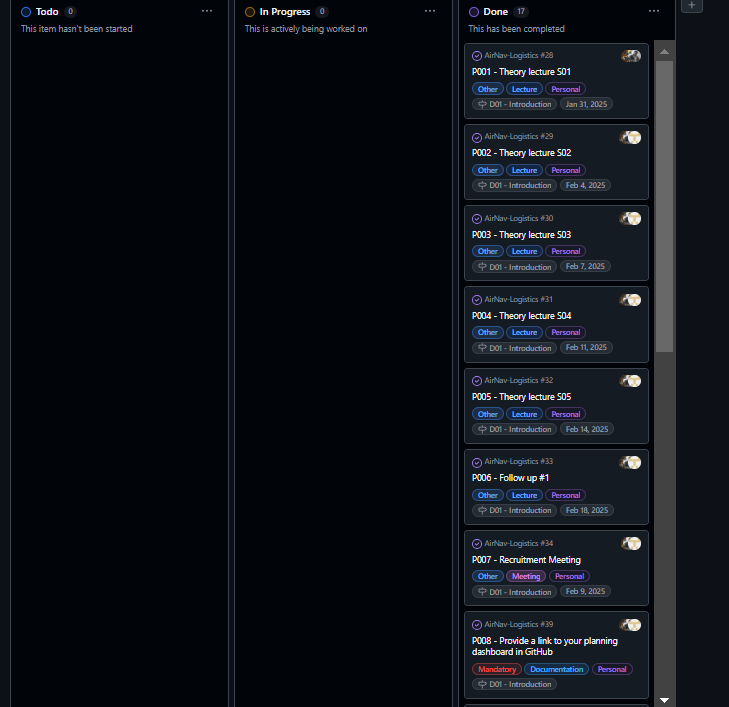 Todo 0 ...
This item hasn't been started
In Progress 0 ...
This is actively being worked on
Done 17 ...
This has been completed
+
AirNav-Logistics #28
P001 - Theory lecture S01
Other Lecture Personal
D01 - Introduction Jan 31, 2025
AirNav-Logistics #29
P002 - Theory lecture S02
Other Lecture Personal
D01 - Introduction Feb 4, 2025
AirNav-Logistics #30
P003 - Theory lecture S03
Other Lecture Personal
D01 - Introduction Feb 7, 2025
AirNav-Logistics #31
P004 - Theory lecture S04
Other Lecture Personal
D01 - Introduction Feb 11, 2025
AirNav-Logistics #32
P005 - Theory lecture S05
Other Lecture Personal
D01 - Introduction Feb 14, 2025
AirNav-Logistics #33
P006 - Follow up #1
Other Lecture Personal
D01 - Introduction Feb 18, 2025
AirNav-Logistics #34
P007 - Recruitment Meeting
Other Meeting Personal
D01 - Introduction Feb 9, 2025
AirNav-Logistics #39
P008 - Provide a link to your planning
dashboard in GitHub
Mandatory Documentation Personal
D01 - Introduction